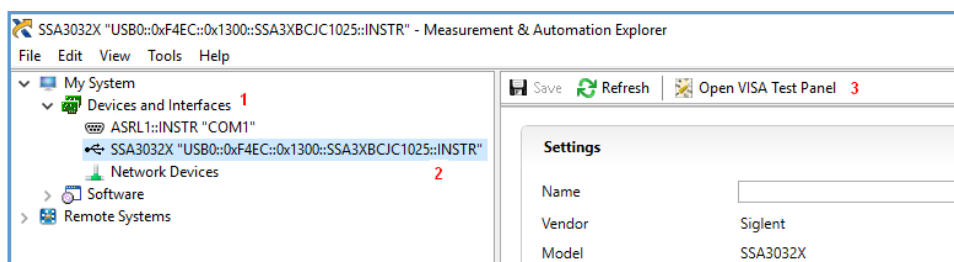 SSA3032X "USB0::0xF4EC::0x1300::SSA3XBCJC1025::INSTR" - Measurement & Automation Explorer
File Edit View Tools Help
My System
Devices and Interfaces 1
ASRL1::INSTR "COM1"
SSA3032X "USB0::0xF4EC::0x1300::SSA3XBCJC1025::INSTR"
Network Devices 2
Software
Remote Systems
Save Refresh Open VISA Test Panel 3
Settings
Name
Vendor Siglent
Model SSA3032X